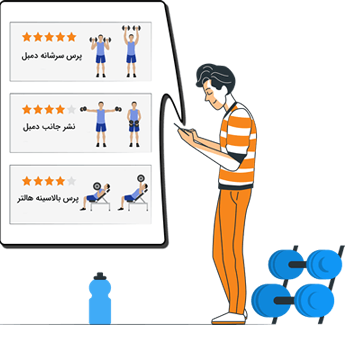 پرس سرشانه دمبل
نشر جانب دمبل
پرس بالاسینه هالتر